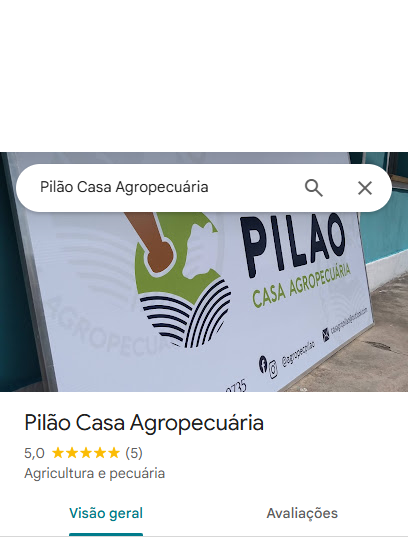 Pilão Casa Agropecuária
PILÃO
CASA AGROPECUÁRIA
AGROPECUÁ
@agropecpilao
0735
Pilão Casa Agropecuária
5,0 (5)
Agricultura e pecuária
Visão geral
Avaliações